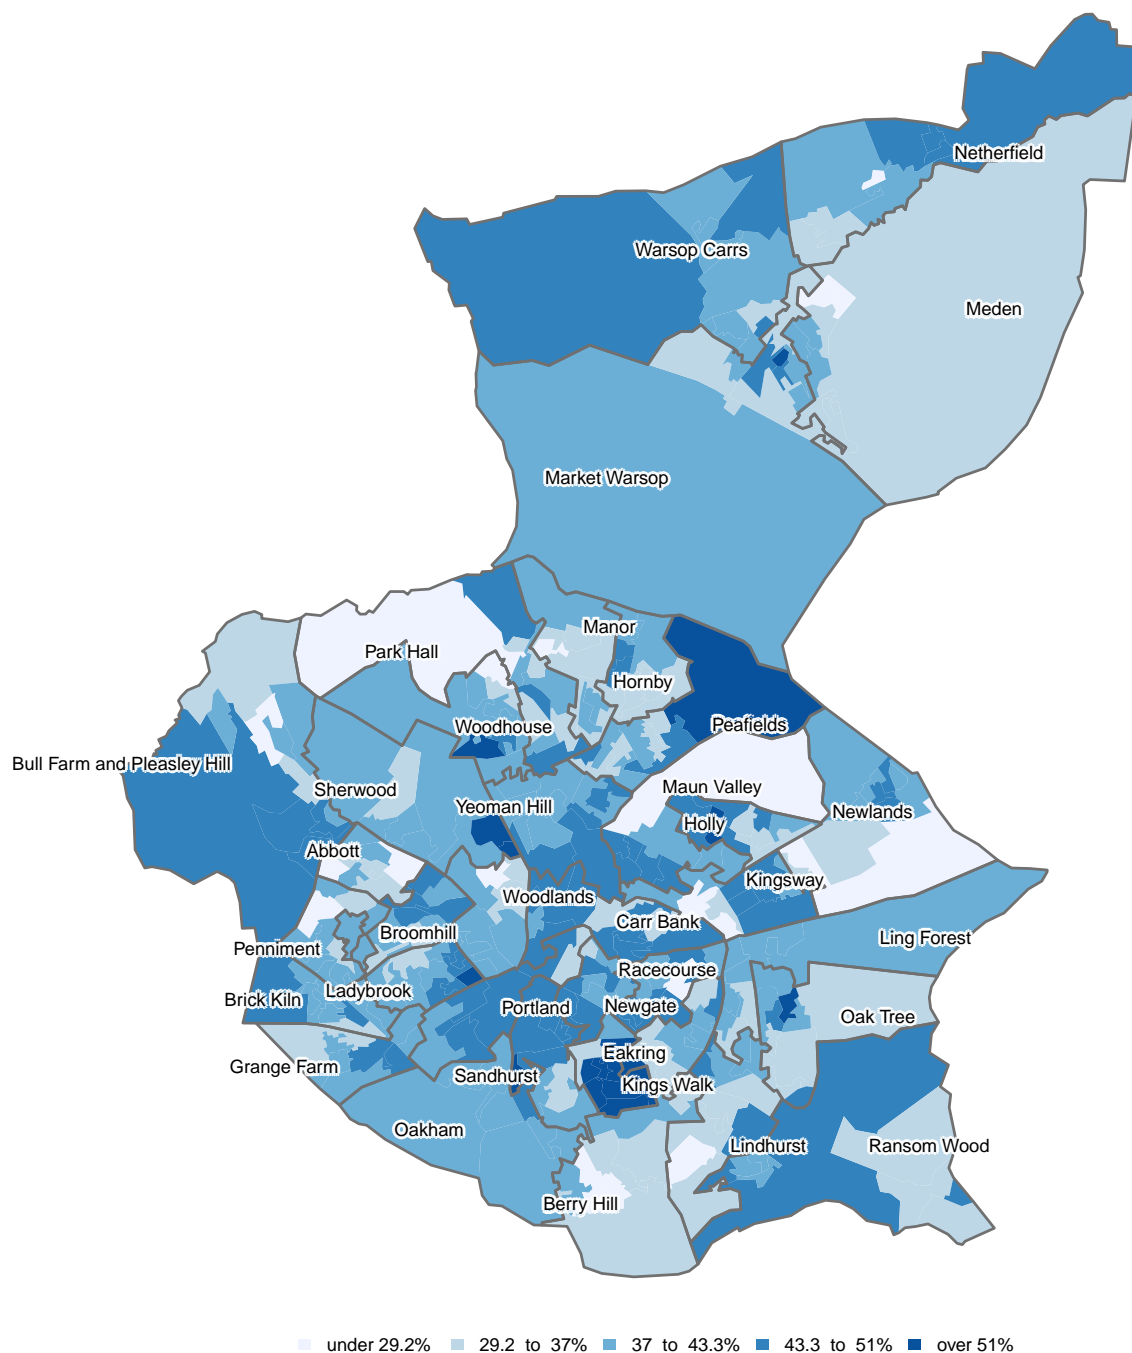 Netherfield
Warsop Carrs
Meden
Market Warsop
Manor
Park Hall
Hornby
Peafields
Woodhouse
Bull Farm and Pleasley Hill
Sherwood
Maun Valley
Yeoman Hill
Newlands
Holly
Abbott
Kingsway
Woodlands
Carr Bank
Broomhill
Ling Forest
Penniment
Racecourse
Ladybrook
Brick Kiln
Portland
Newgate
Oak Tree
Eakring
Grange Farm
Sandhurst
Kings Walk
Oakham
Lindhurst
Ransom Wood
Berry Hill
under 29.2% 29.2 to 37% 37 to 43.3% 43.3 to 51% over 51%